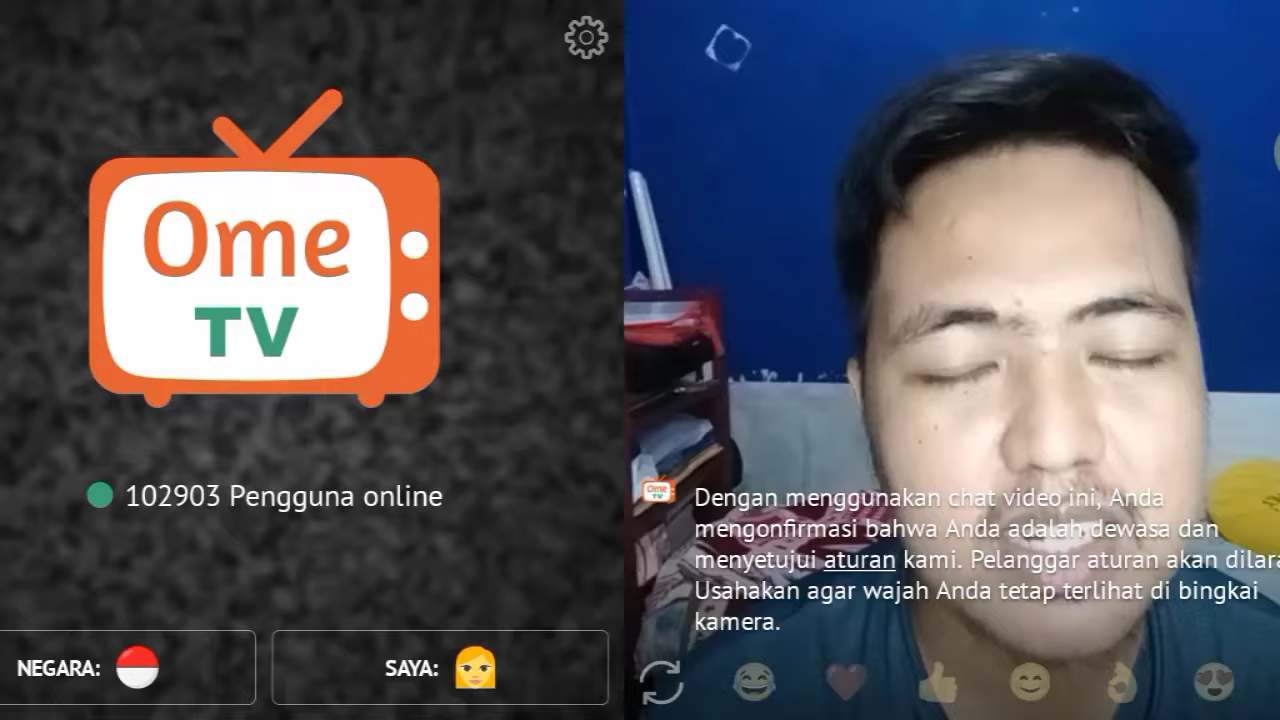 Ome
TV
102903 Pengguna online
NEGARA:
SAYA:
Ome
TV
Dengan menggunakan chat video ini, Anda
mengonfirmasi bahwa Anda adalah dewasa dan
menyetujui aturan kami. Pelanggar aturan akan dilara
Usahakan agar wajah Anda tetap terlihat di bingkai
kamera.